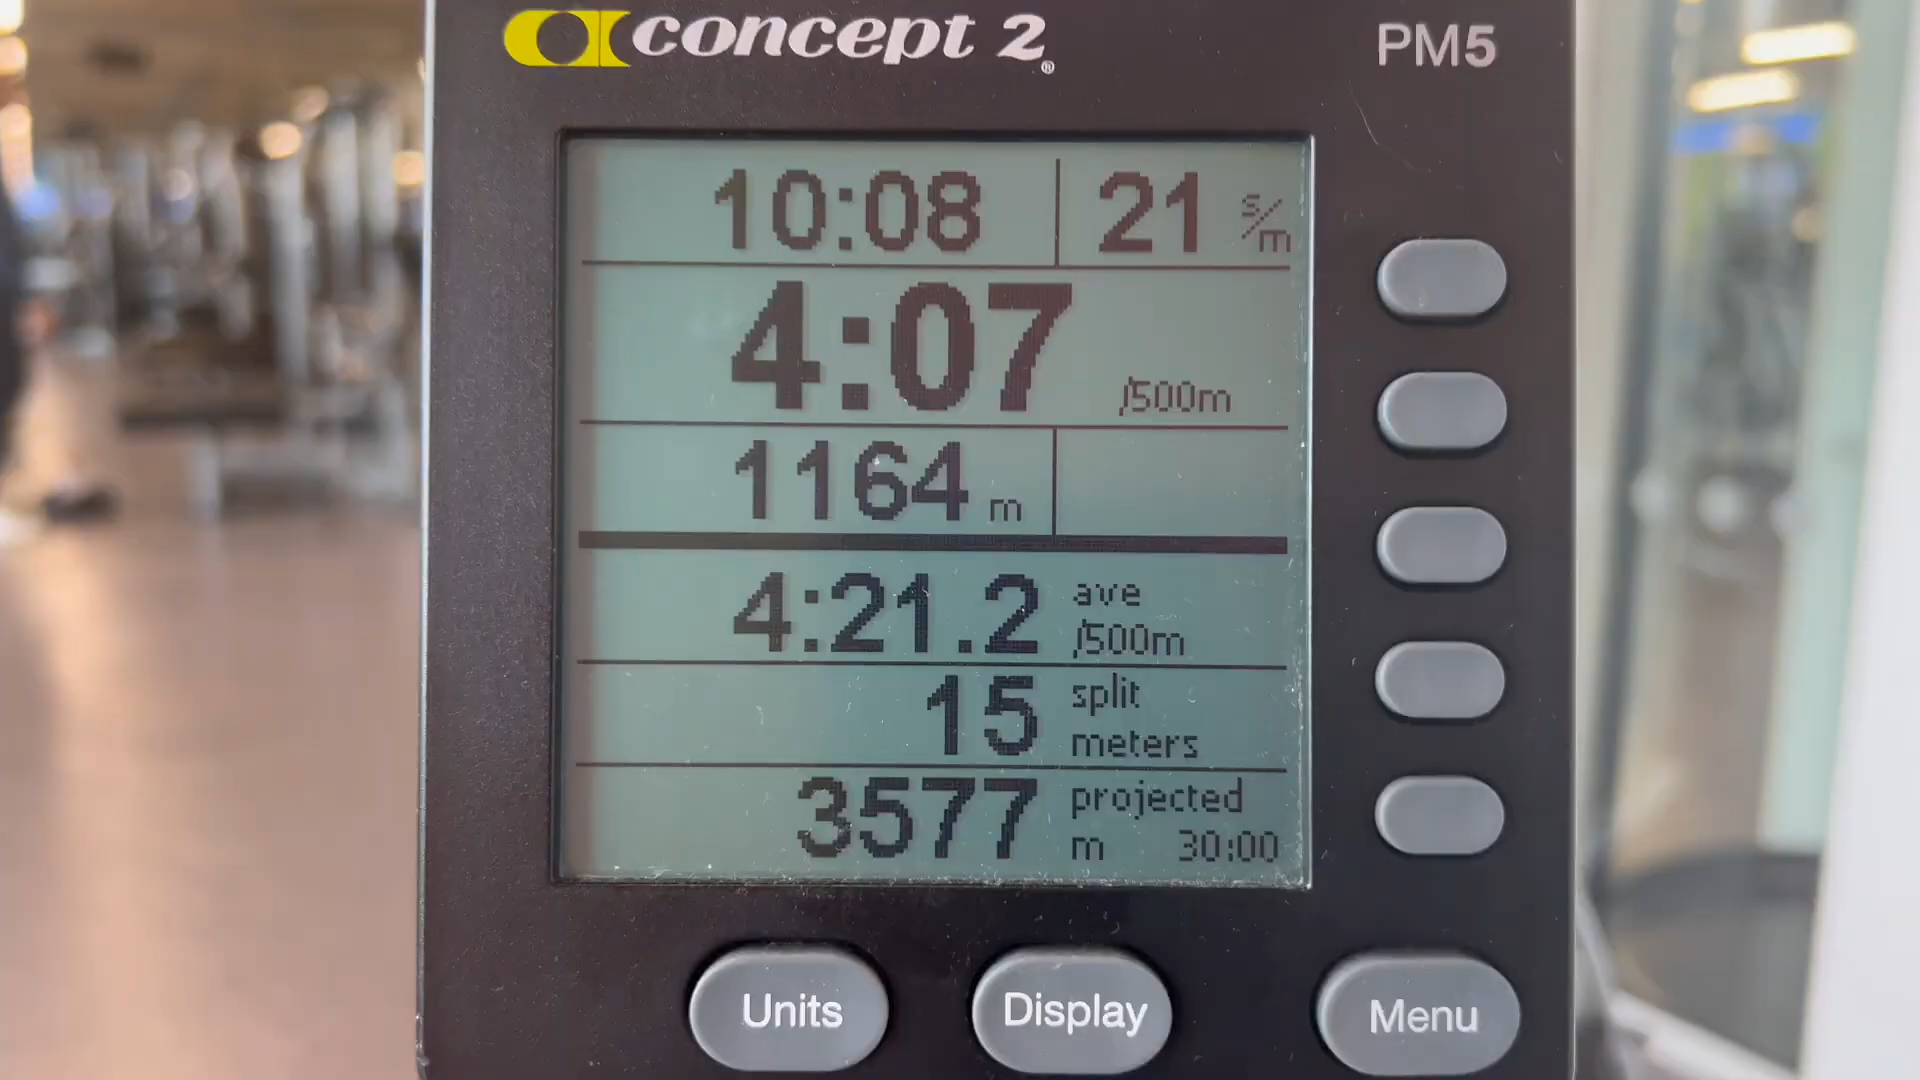 concept 2® PM5
10:08 21 s/m
4:07 /500m
1164 m
4:21.2 ave /500m
15 split meters
3577 projected m 30:00
Units Display Menu